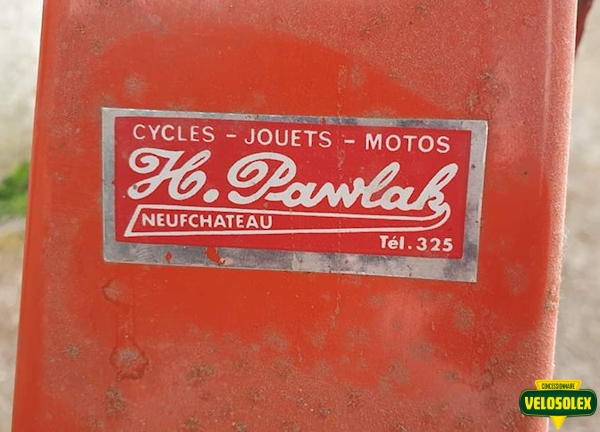 CYCLES - JOUETS - MOTOS
H. Pawlak
NEUFCHATEAU
Tél. 325
CONCESSIONNAIRE
VELOSOLEX